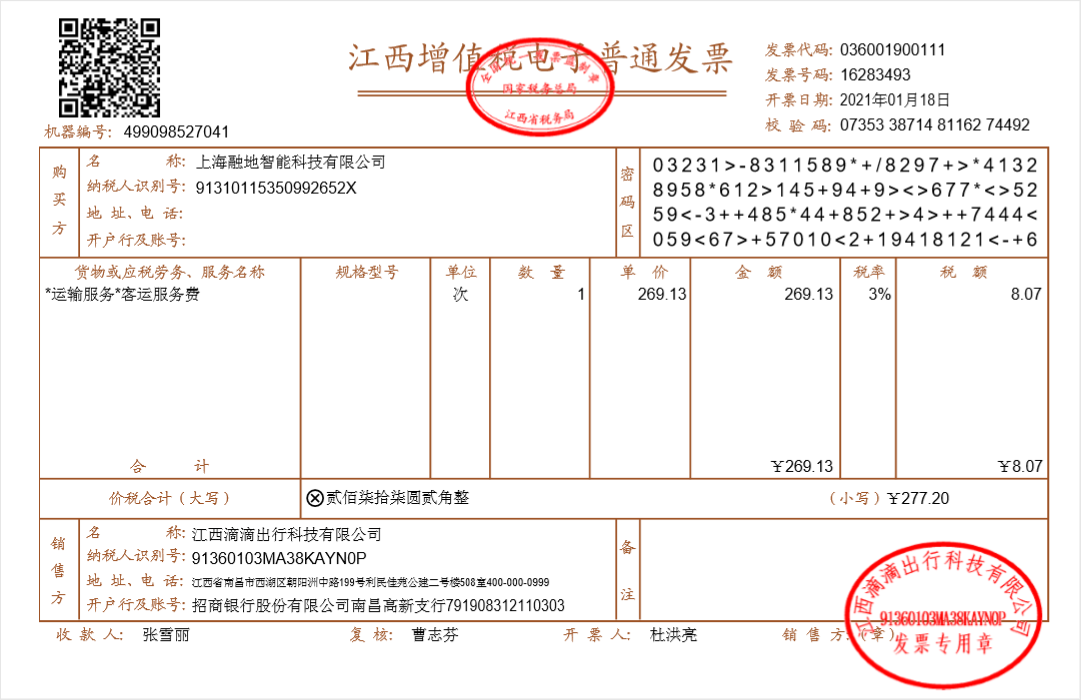 江西增值税电子普通发票
全国统一发票监制章
国家税务总局
江西省税务局
发票代码: 036001900111
发票号码: 16283493
开票日期: 2021年01月18日
校 验 码: 07353 38714 81162 74492
机器编号: 499098527041
购买方
名 称: 上海融地智能科技有限公司
纳税人识别号: 91310115350992652X
地 址、电 话:
开户行及账号:
密码区
03231>-8311589*+/8297+>*4132
8958*612>145+94+9><>677*<>52
59<-3++485*44+852+>4>++7444<
059<67>+57010<2+19418121<-+6
货物或应税劳务、服务名称 规格型号 单位 数 量 单 价 金 额 税率 税 额
*运输服务*客运服务费 次 1 269.13 269.13 3% 8.07
合 计 ￥269.13 ￥8.07
价税合计（大写） ⊗贰佰柒拾柒圆贰角整 （小写）￥277.20
销售方
名 称: 江西滴滴出行科技有限公司
纳税人识别号: 91360103MA38KAYN0P
地 址、电 话: 江西省南昌市西湖区朝阳洲中路199号利民佳苑公建二号楼508室400-000-0999
开户行及账号: 招商银行股份有限公司南昌高新支行791908312110303
备注
收 款 人: 张雪丽 复 核: 曹志芬 开 票 人: 杜洪亮 销 售 方:（章）
江西滴滴出行科技有限公司
91360103MA38KAYN0P
发票专用章